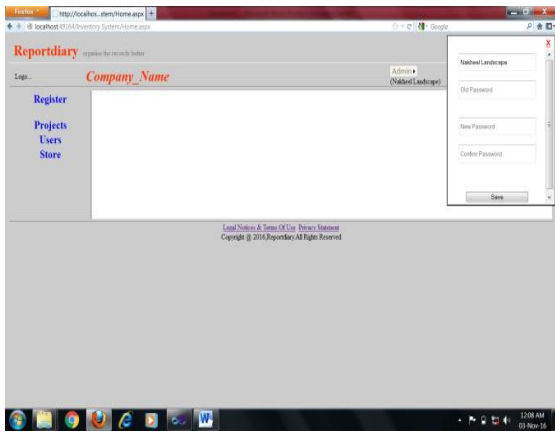 Firefox
http://localhos...stem/Home.aspx
localhost:49184/Inventory System/Home.aspx
Google
Reportdiary organise the records better
X
Logo...
Company_Name
Admin
(Nakheel Landscape)
Nakheel Landscape
Old Password
New Password
Confirm Password
Save
Register
Projects
Users
Store
Legal Notices & Terms Of Use Privacy Statement
Copyright @ 2016,Reportdiary.All Rights Reserved
12:08 AM
03-Nov-16